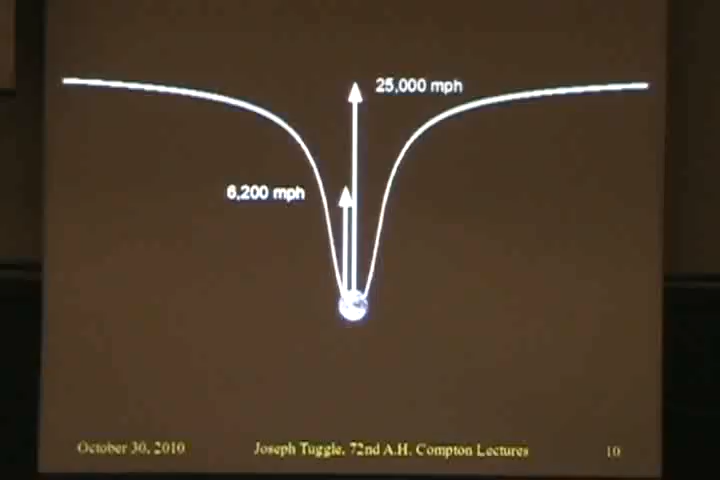 25,000 mph
6,200 mph
October 30, 2010
Joseph Tuggle, 72nd A.H. Compton Lectures
10